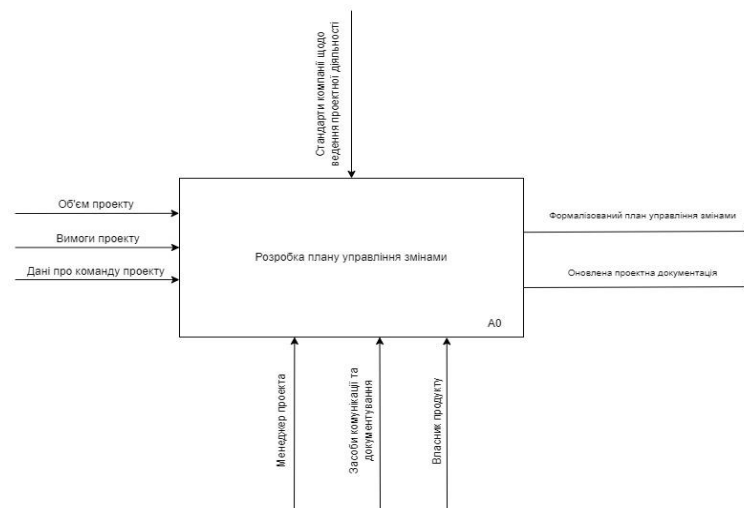 Стандарти компанії щодо
ведення проектної діяльності
Об'єм проекту
Вимоги проекту
Дані про команду проекту
Розробка плану управління змінами
А0
Формалізований план управління змінами
Оновлена проектна документація
Менеджер проекта
Засоби комунікації та
документування
Власник продукту